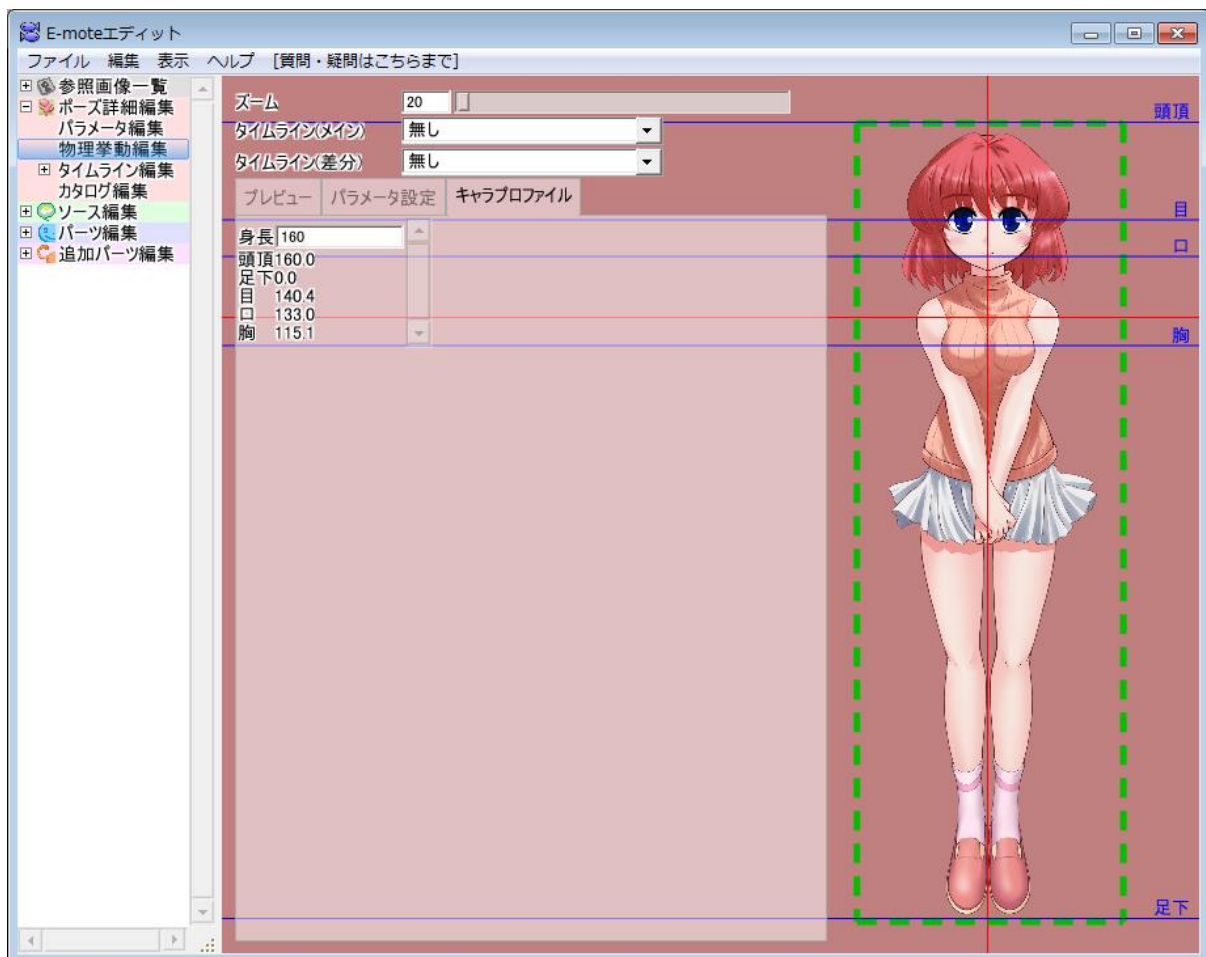 E-moteエディット
ファイル 編集 表示 ヘルプ [質問・疑問はこちらまで]
参照画像一覧
ポーズ詳細編集
パラメータ編集
物理挙動編集
タイムライン編集
カタログ編集
ソース編集
パーツ編集
追加パーツ編集
ズーム 20
タイムライン(メイン) 無し
タイムライン(差分) 無し
プレビュー パラメータ設定 キャラプロファイル
身長 160
頭頂160.0
足下0.0
目 140.4
口 133.0
胸 115.1
頭頂
目
口
胸
足下